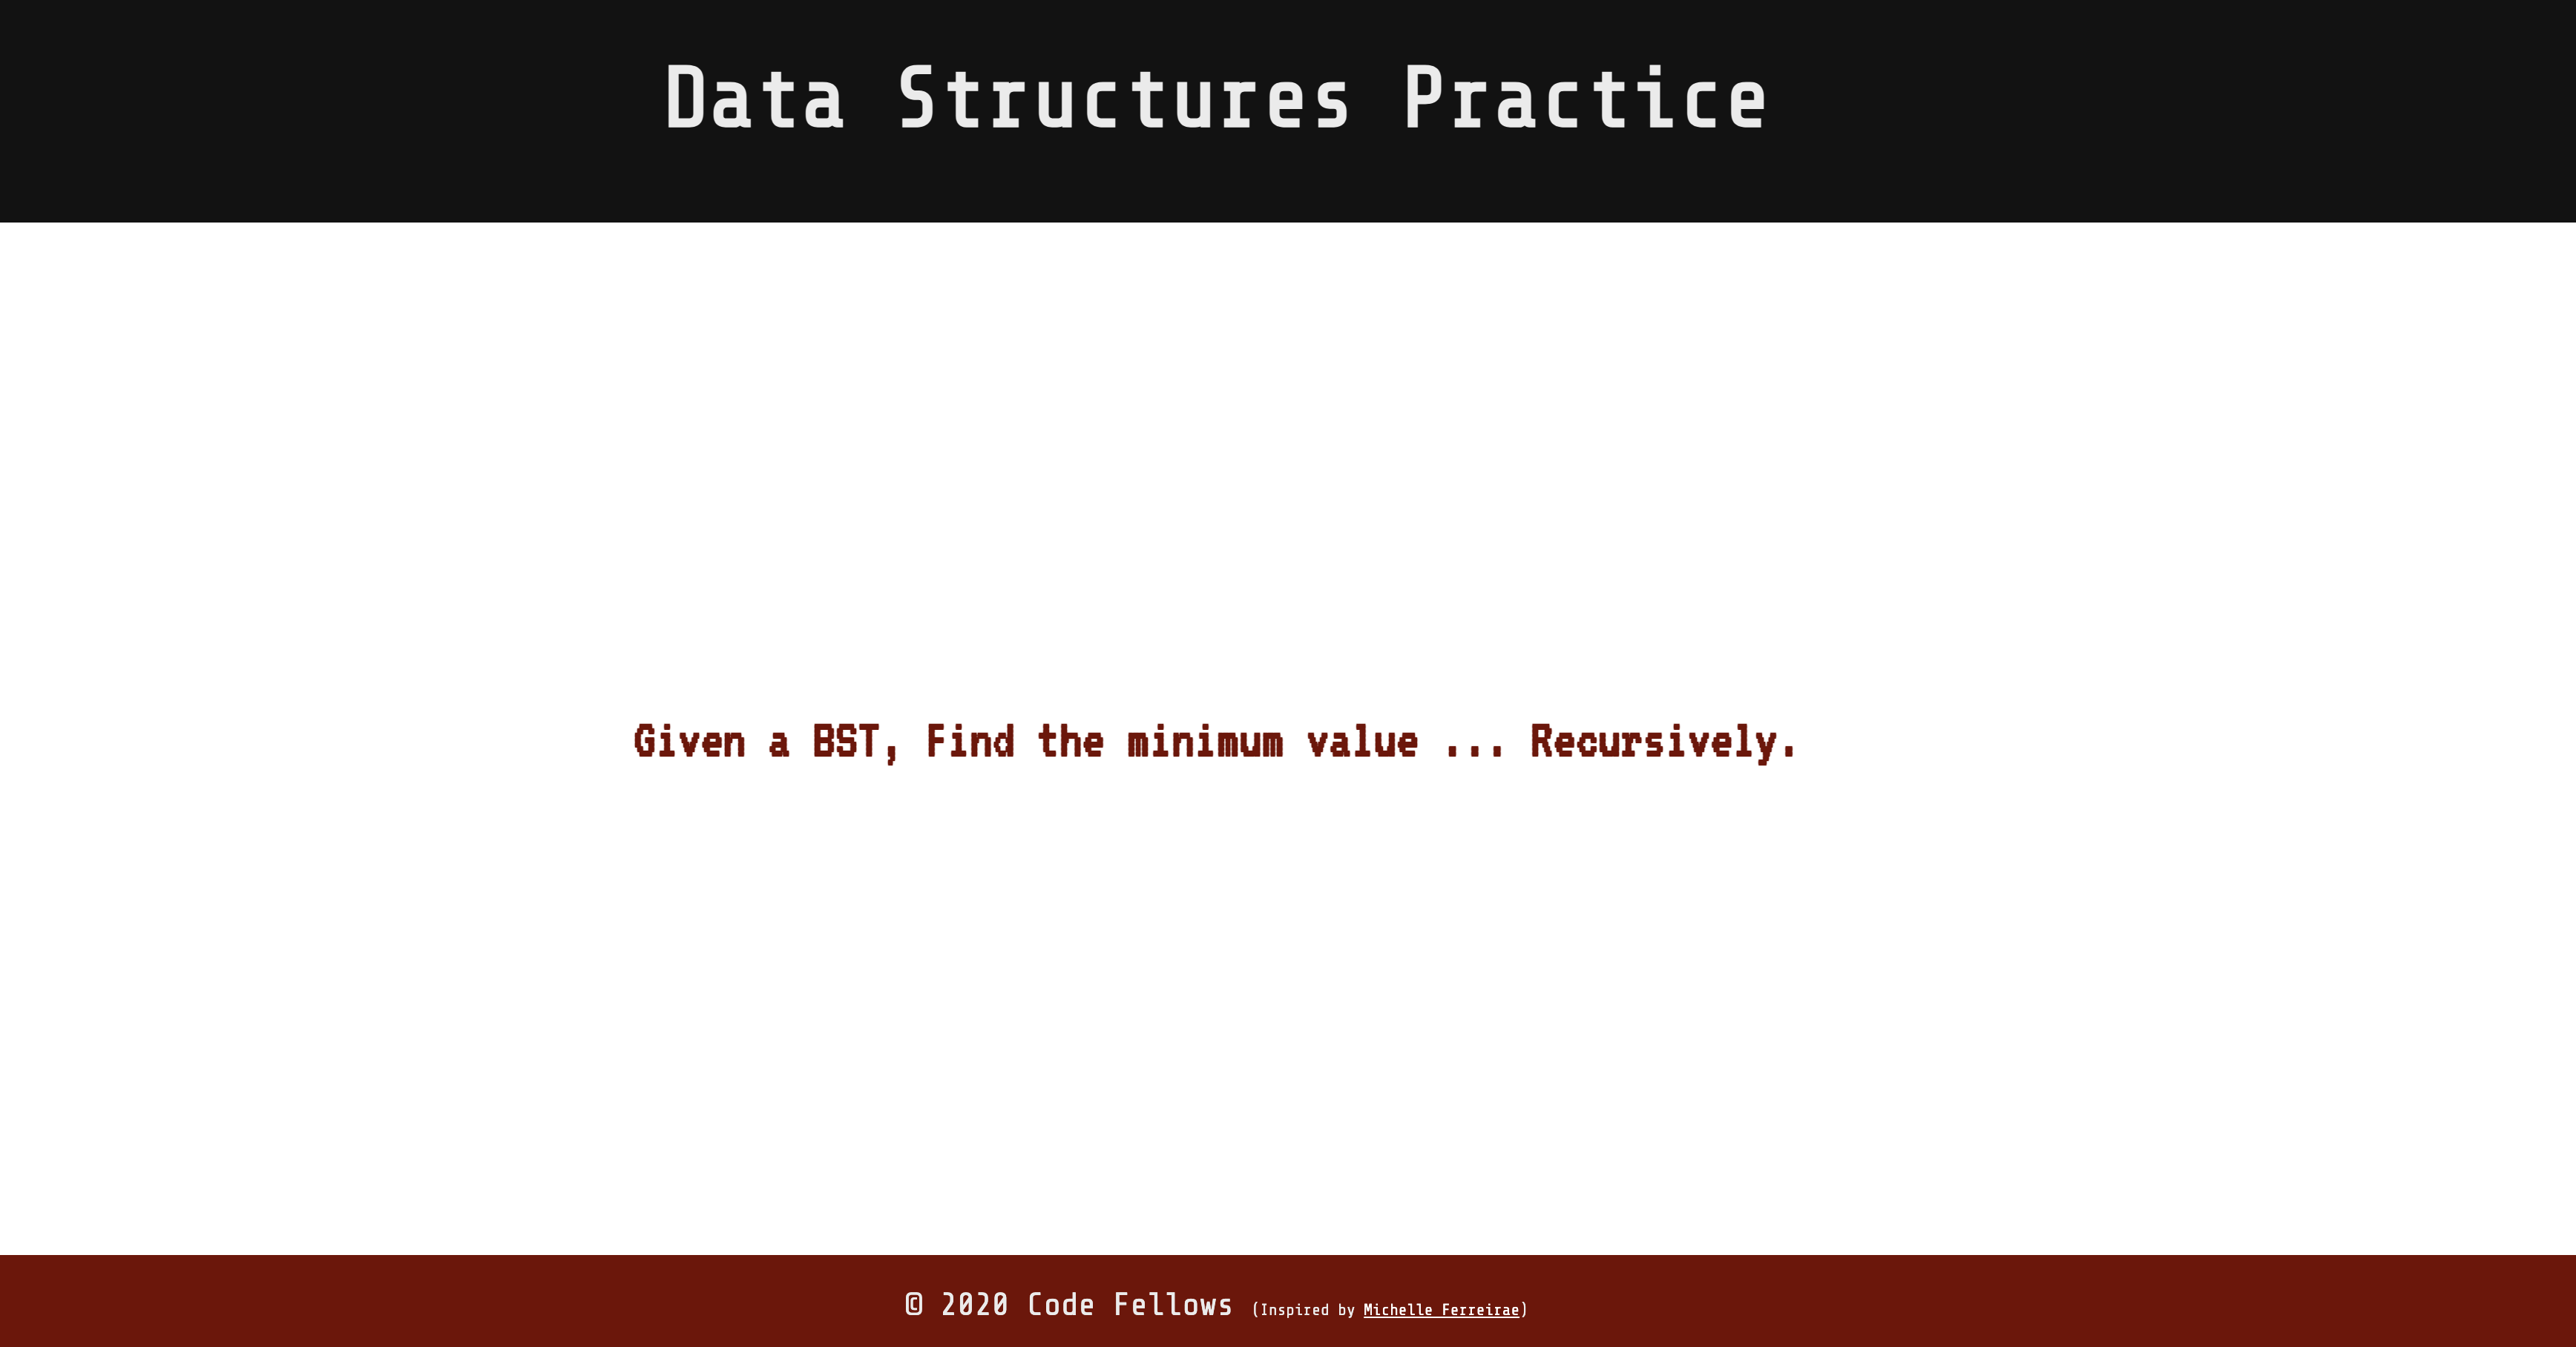 Data Structures Practice
Given a BST, Find the minimum value ... Recursively.
© 2020 Code Fellows (Inspired by Michelle Ferreirae)